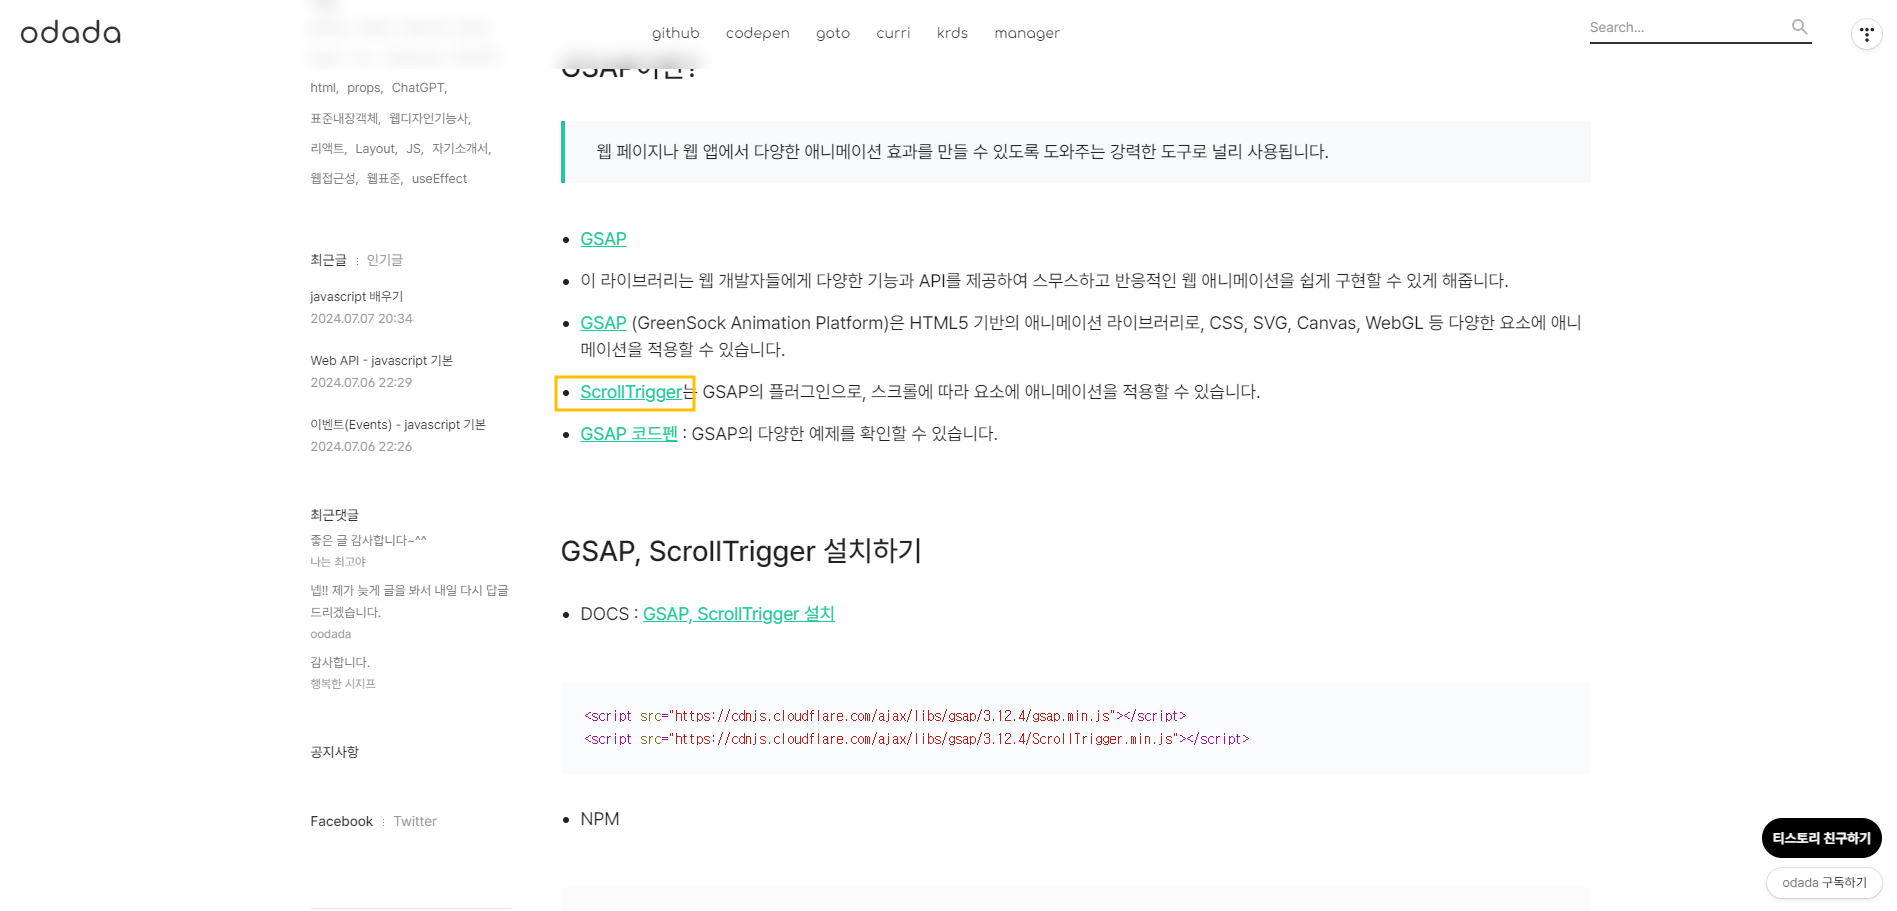 odada
github codepen goto curri krds manager
Search...
html, props, ChatGPT,
표준내장객체, 웹디자인기능사,
리액트, Layout, JS, 자기소개서,
웹접근성, 웹표준, useEffect
최근글 : 인기글
javascript 배우기
2024.07.07 20:34
Web API - javascript 기본
2024.07.06 22:29
이벤트(Events) - javascript 기본
2024.07.06 22:26
최근댓글
좋은 글 감사합니다~^^
나는 최고야
넵!! 제가 늦게 글을 봐서 내일 다시 답글
드리겠습니다.
oodada
감사합니다.
행복한 시지프
공지사항
Facebook : Twitter
GSAP이란?
웹 페이지나 웹 앱에서 다양한 애니메이션 효과를 만들 수 있도록 도와주는 강력한 도구로 널리 사용됩니다.
GSAP
이 라이브러리는 웹 개발자들에게 다양한 기능과 API를 제공하여 스무스하고 반응적인 웹 애니메이션을 쉽게 구현할 수 있게 해줍니다.
GSAP (GreenSock Animation Platform)은 HTML5 기반의 애니메이션 라이브러리로, CSS, SVG, Canvas, WebGL 등 다양한 요소에 애니
메이션을 적용할 수 있습니다.
ScrollTrigger는 GSAP의 플러그인으로, 스크롤에 따라 요소에 애니메이션을 적용할 수 있습니다.
GSAP 코드펜 : GSAP의 다양한 예제를 확인할 수 있습니다.
GSAP, ScrollTrigger 설치하기
DOCS : GSAP, ScrollTrigger 설치
<script src="https://cdnjs.cloudflare.com/ajax/libs/gsap/3.12.4/gsap.min.js"></script>
<script src="https://cdnjs.cloudflare.com/ajax/libs/gsap/3.12.4/ScrollTrigger.min.js"></script>
NPM
티스토리 친구하기
odada 구독하기